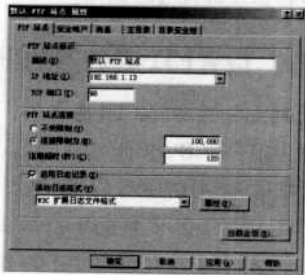 默认 FTP 站点 属性
FTP 站点 安全帐户 消息 主目录 目录安全性
FTP 站点标识
描述(D): 默认 FTP 站点
IP 地址(I): 192.168.1.13
TCP 端口(T):
FTP 站点连接
不受限制(U)
连接限制为(M): 100,000
连接超时(秒)(C): 120
启用日志记录(E)
活动日志格式(V):
W3C 扩展日志文件格式 属性(P)...
当前会话(R)...
确定 取消 应用(A) 帮助